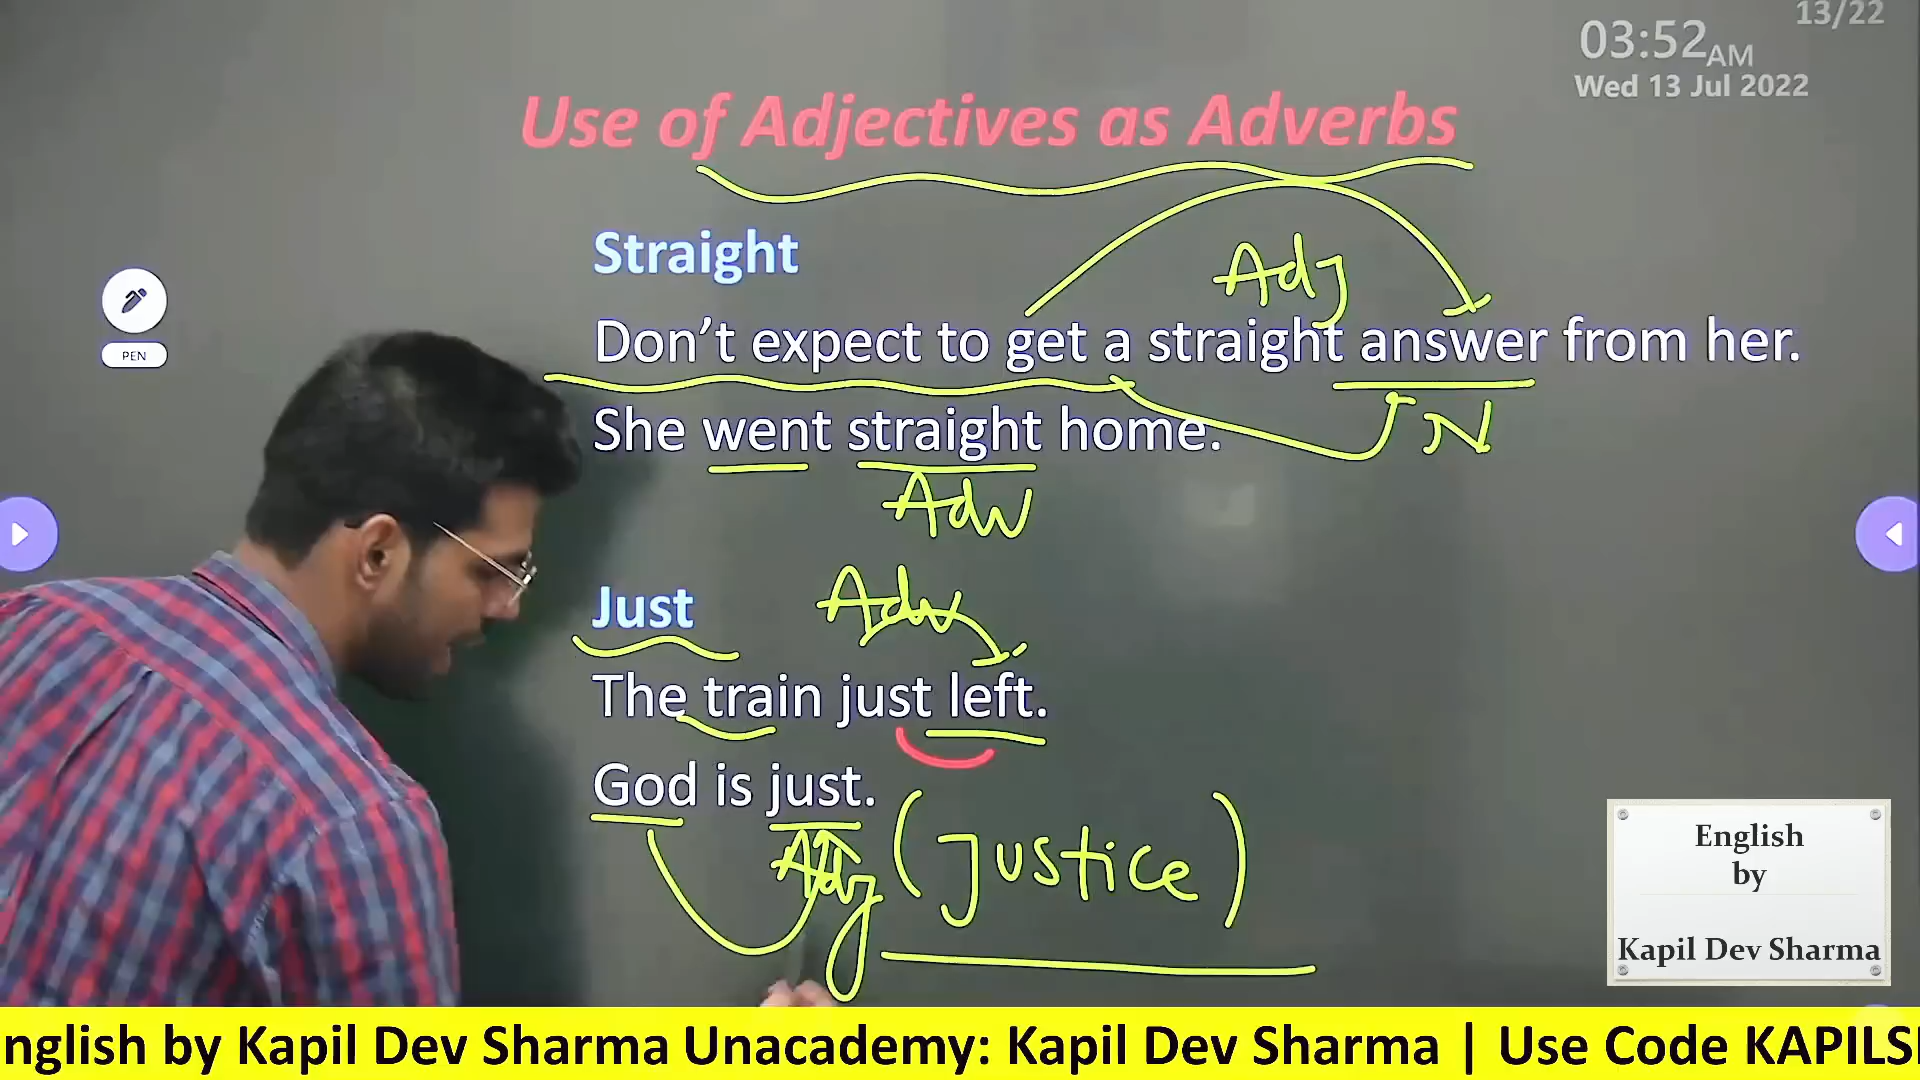 13/22
03:52AM
Wed 13 Jul 2022
Use of Adjectives as Adverbs
Straight
Adj
Don't expect to get a straight answer from her.
PEN
She went straight home.
N
Adv
Adv
Just
The train just left.
God is just.
Adj (Justice)
English
by
Kapil Dev Sharma
nglish by Kapil Dev Sharma Unacademy: Kapil Dev Sharma | Use Code KAPILS